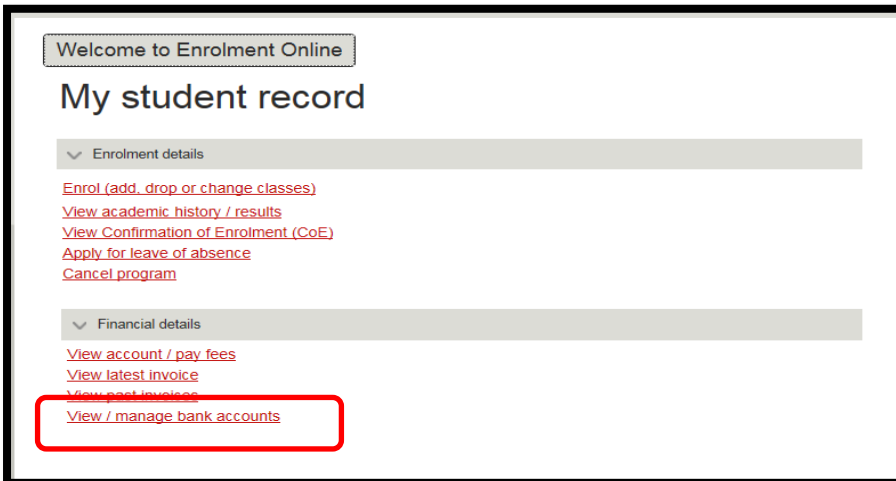 Welcome to Enrolment Online
My student record
Enrolment details
Enrol (add, drop or change classes)
View academic history / results
View Confirmation of Enrolment (CoE)
Apply for leave of absence
Cancel program
Financial details
View account / pay fees
View latest invoice
View past invoices
View / manage bank accounts